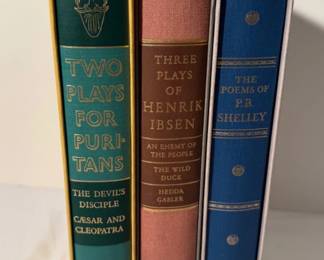 TWO
PLAYS
FOR
PURI-
TANS
THE DEVIL'S
DISCIPLE
CÆSAR AND
CLEOPATRA
THREE
PLAYS
OF
HENRIK
IBSEN
AN ENEMY OF
THE PEOPLE
THE WILD
DUCK
HEDDA
GABLER
THE
POEMS OF
P.B.
SHELLEY